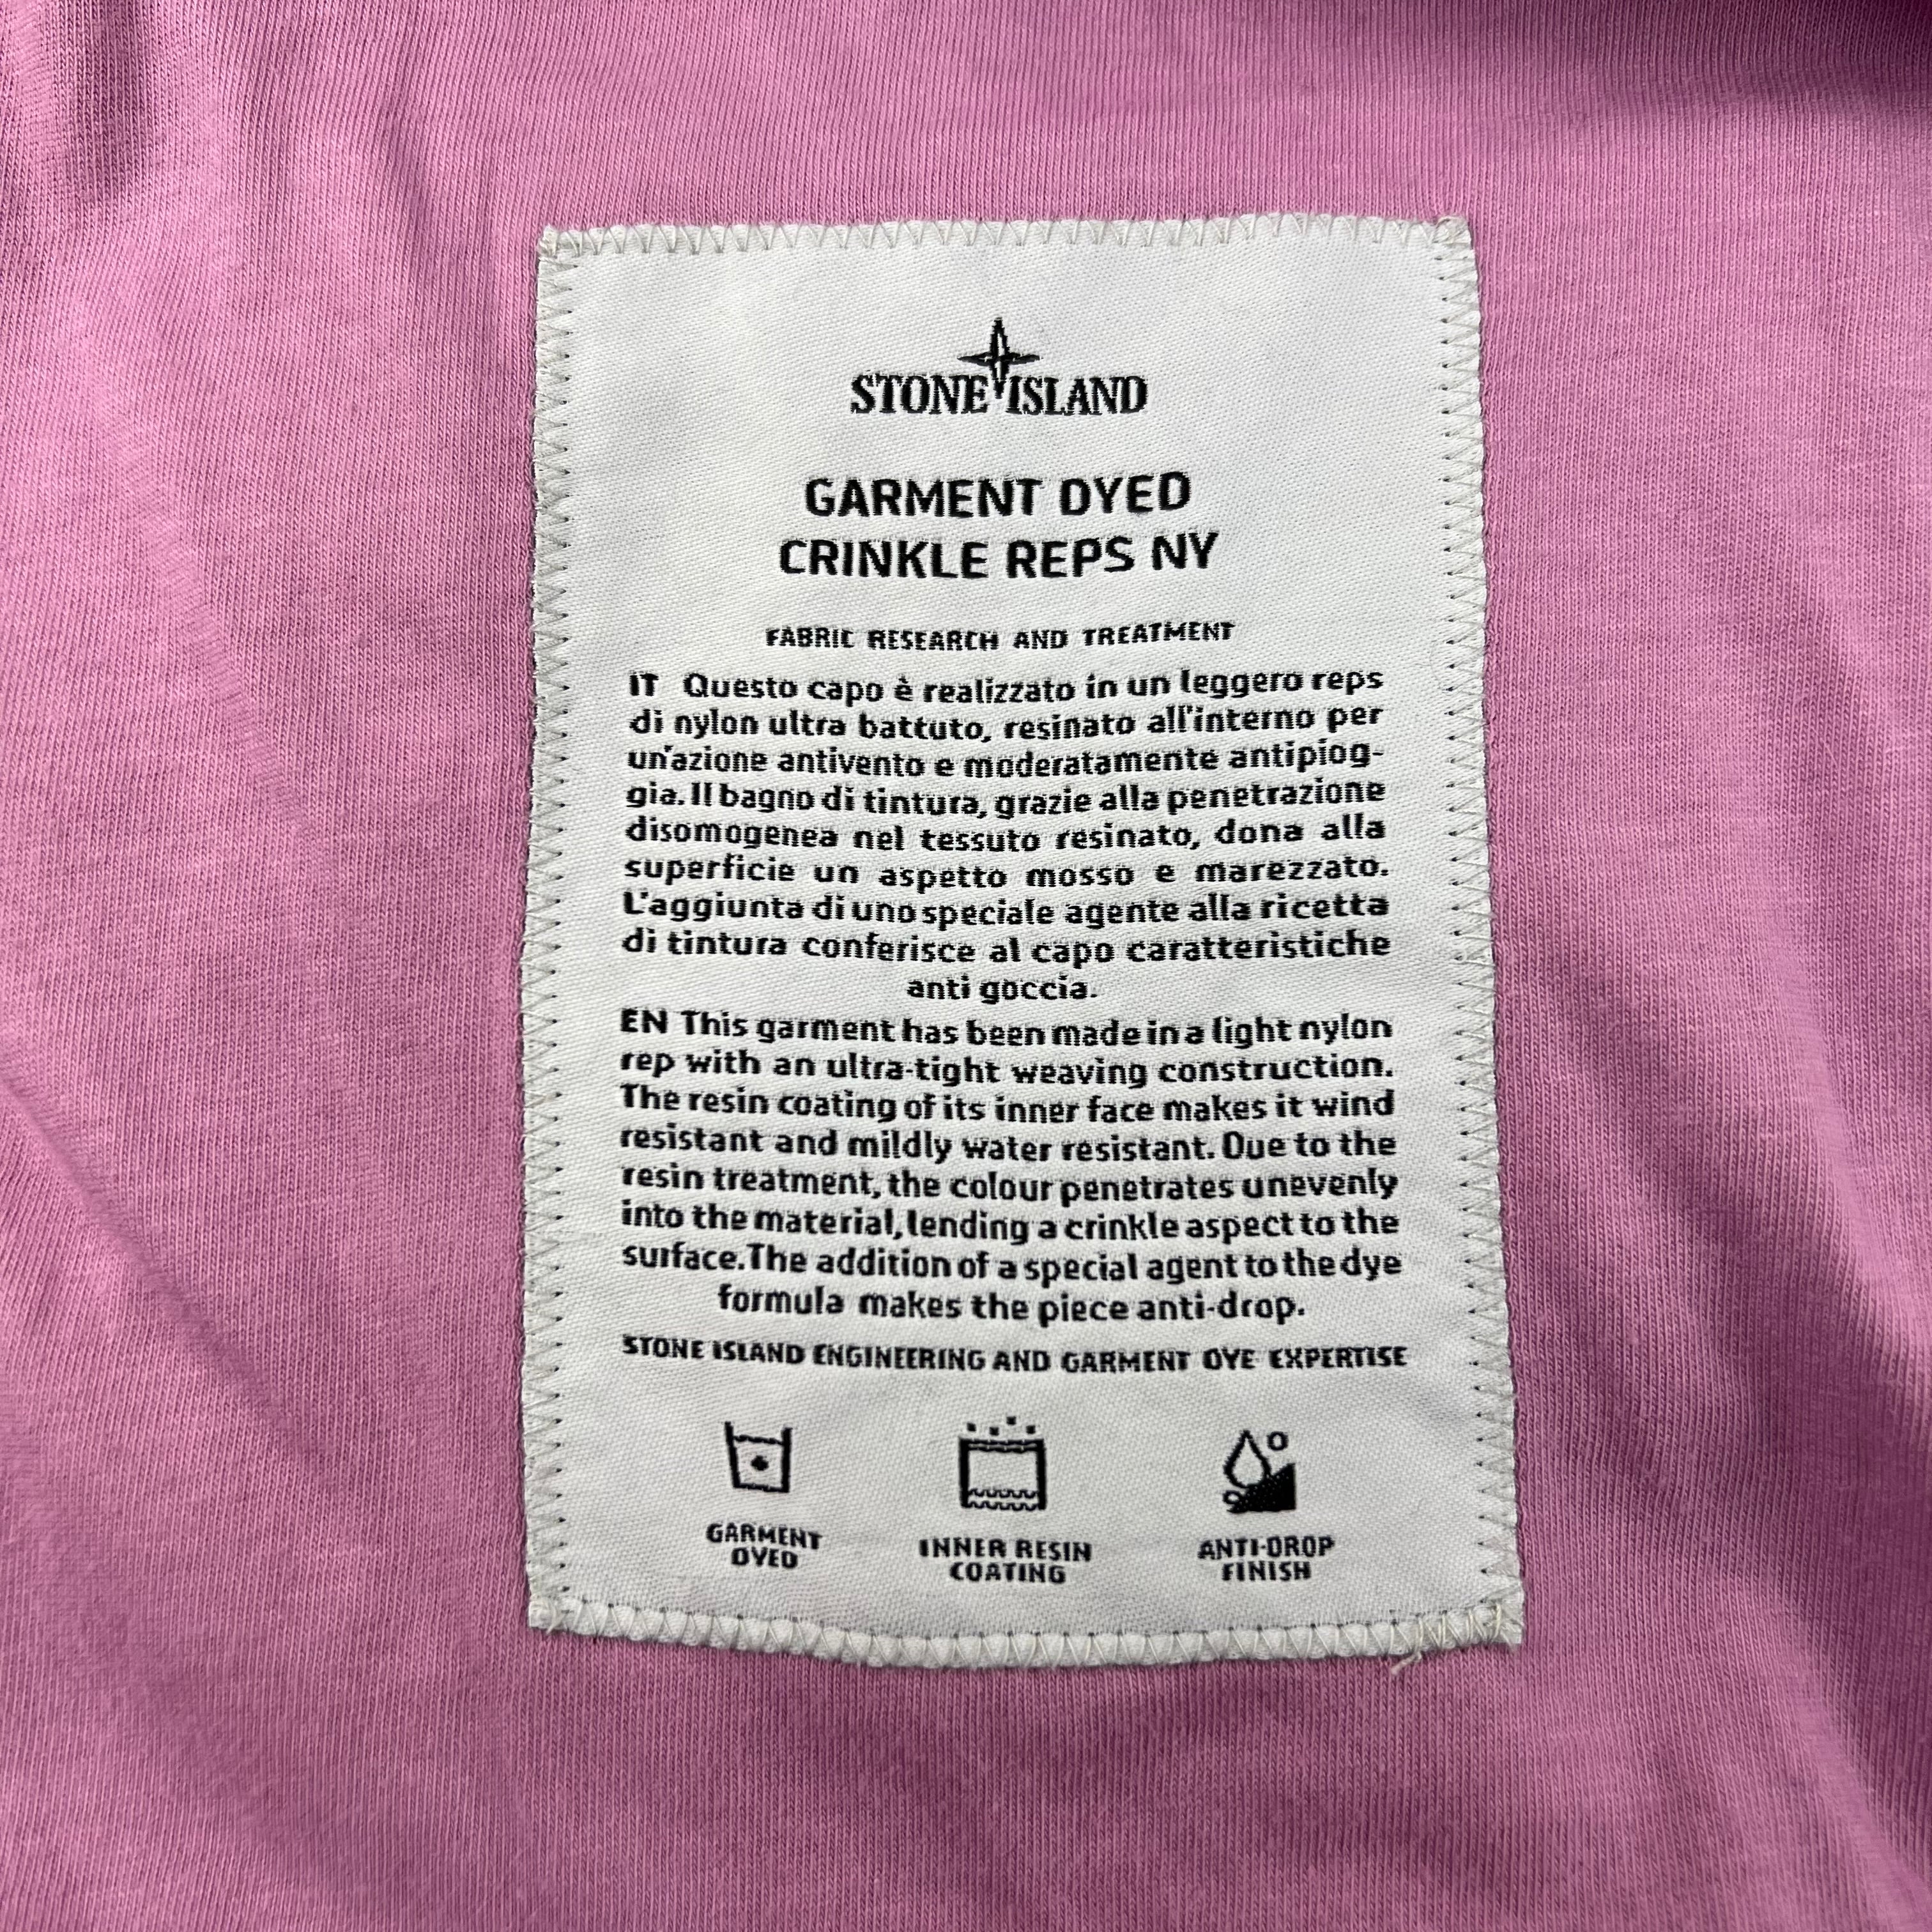 STONE ISLAND
GARMENT DYED
CRINKLE REPS NY
FABRIC RESEARCH AND TREATMENT
IT Questo capo è realizzato in un leggero reps
di nylon ultra battuto, resinato all'interno per
un'azione antivento e moderatamente antipiog-
gia. Il bagno di tintura, grazie alla penetrazione
disomogenea nel tessuto resinato, dona alla
superficie un aspetto mosso e marezzato.
L'aggiunta di uno speciale agente alla ricetta
di tintura conferisce al capo caratteristiche
anti goccia.
EN This garment has been made in a light nylon
rep with an ultra-tight weaving construction.
The resin coating of its inner face makes it wind
resistant and mildly water resistant. Due to the
resin treatment, the colour penetrates unevenly
into the material, lending a crinkle aspect to the
surface. The addition of a special agent to the dye
formula makes the piece anti-drop.
STONE ISLAND ENGINEERING AND GARMENT DYE EXPERTISE
GARMENT
DYED
INNER RESIN
COATING
ANTI-DROP
FINISH